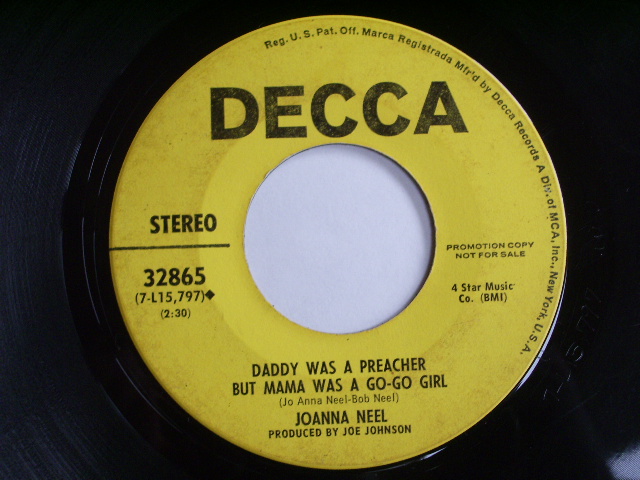 Reg. U.S. Pat. Off. Marca Registrada Mfr'd by Decca Records A Div. of MCA, Inc., New York, U.S.A.
DECCA
STEREO
32865
(7-L15,797)◆
(2:30)
PROMOTION COPY
NOT FOR SALE
4 Star Music
Co. (BMI)
DADDY WAS A PREACHER
BUT MAMA WAS A GO-GO GIRL
(Jo Anna Neel-Bob Neel)
JOANNA NEEL
PRODUCED BY JOE JOHNSON